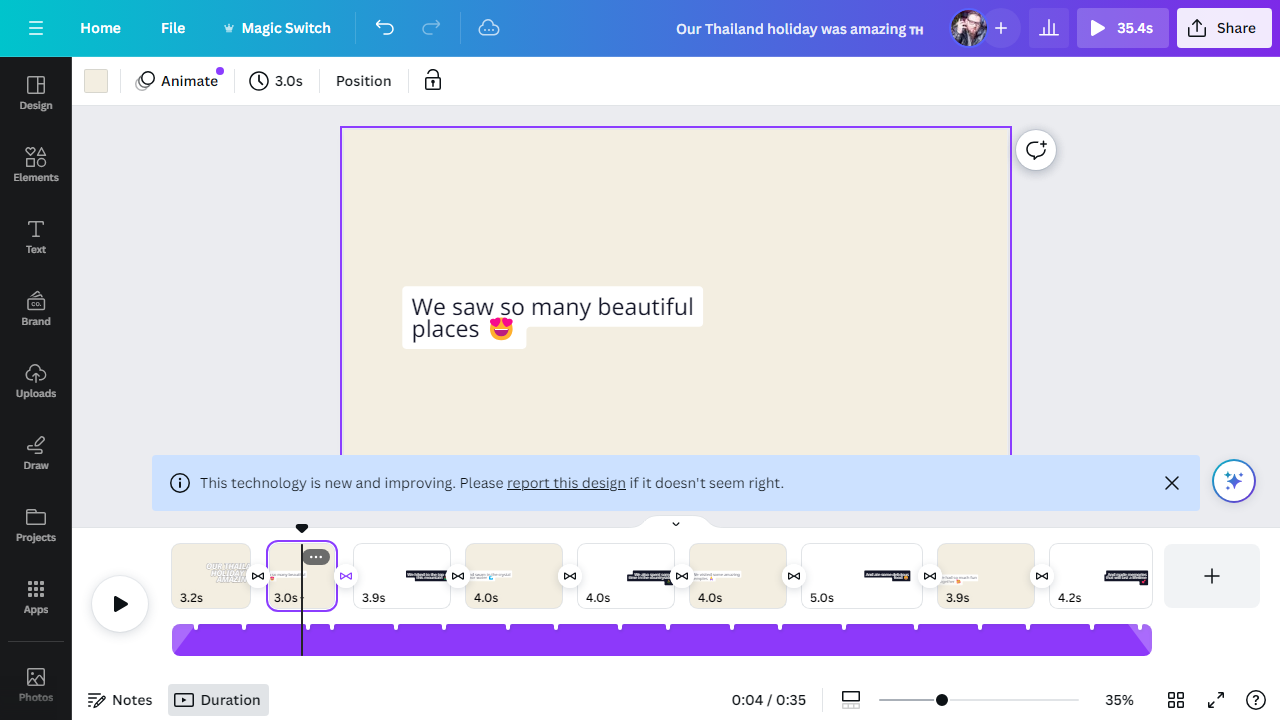 Home
File
Magic Switch
Our Thailand holiday was amazing TH
35.4s
Share
Animate
3.0s
Position
Design
Elements
Text
Brand
CO.
Uploads
Draw
Projects
Apps
Photos
We saw so many beautiful
places 😍
This technology is new and improving. Please report this design if it doesn't seem right.
3.2s
3.0s
3.9s
4.0s
4.0s
4.0s
5.0s
3.9s
4.2s
Notes
Duration
0:04 / 0:35
35%